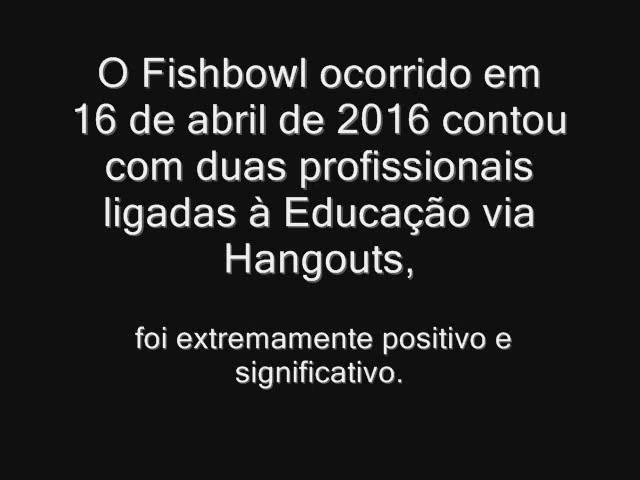 O Fishbowl ocorrido em
16 de abril de 2016 contou
com duas profissionais
ligadas à Educação via
Hangouts,
foi extremamente positivo e
significativo.